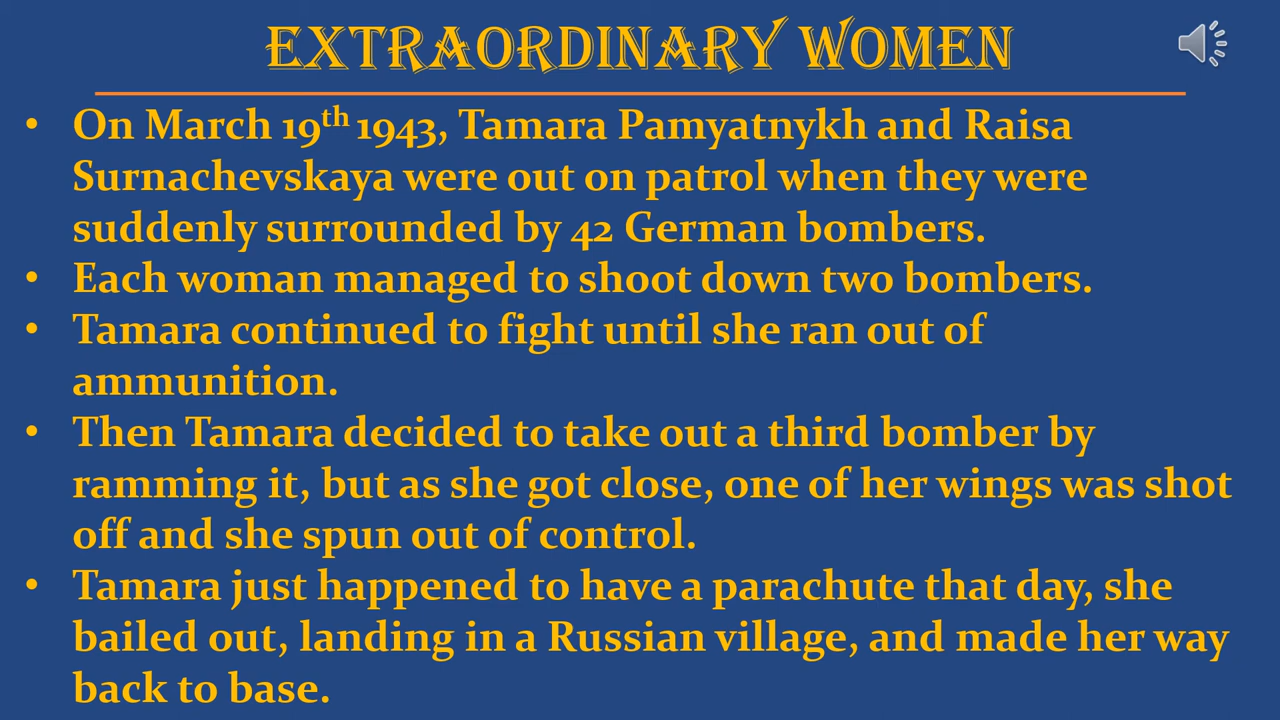 EXTRAORDINARY WOMEN
• On March 19th 1943, Tamara Pamyatnykh and Raisa
Surnachevskaya were out on patrol when they were
suddenly surrounded by 42 German bombers.
• Each woman managed to shoot down two bombers.
• Tamara continued to fight until she ran out of
ammunition.
• Then Tamara decided to take out a third bomber by
ramming it, but as she got close, one of her wings was shot
off and she spun out of control.
• Tamara just happened to have a parachute that day, she
bailed out, landing in a Russian village, and made her way
back to base.